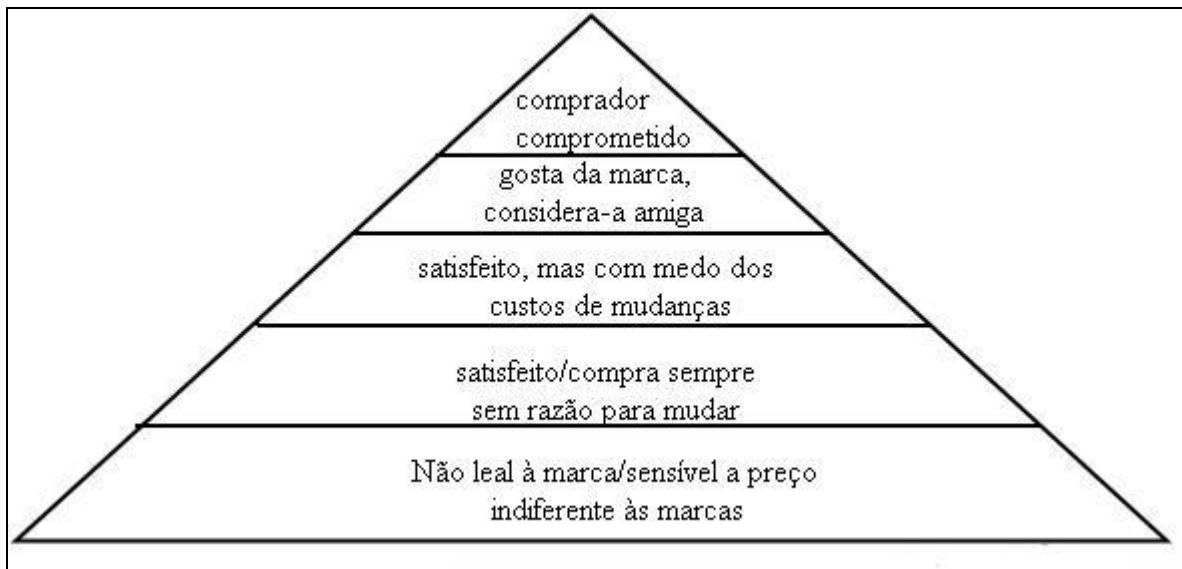 comprador
comprometido
gosta da marca,
considera-a amiga
satisfeito, mas com medo dos
custos de mudanças
satisfeito/compra sempre
sem razão para mudar
Não leal à marca/sensível a preço
indiferente às marcas